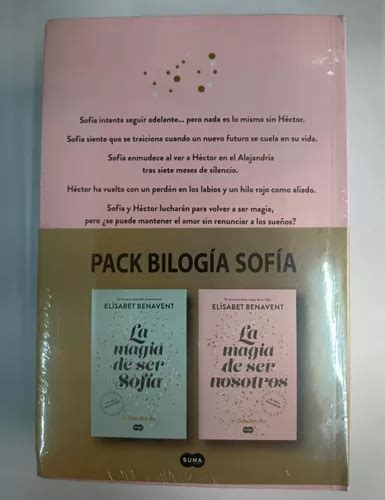 Sofía intenta seguir adelante... pero nada es lo mismo sin Héctor.
Sofía siente que se traiciona cuando un nuevo futuro se cuela en su vida.
Sofía enmudece al ver a Héctor en el Alejandría
tras siete meses de silencio.
Héctor ha vuelto con un perdón en los labios y un hilo rojo como aliado.
Sofía y Héctor lucharán para volver a ser magia,
pero ¿se puede mantener el amor sin renunciar a los sueños?
PACK BILOGÍA SOFÍA
ELÍSABET BENAVENT
La
magia
de ser
Sofía
SUMA
ELÍSABET BENAVENT
La
magia
de ser
nosotros
SUMA
SUMA